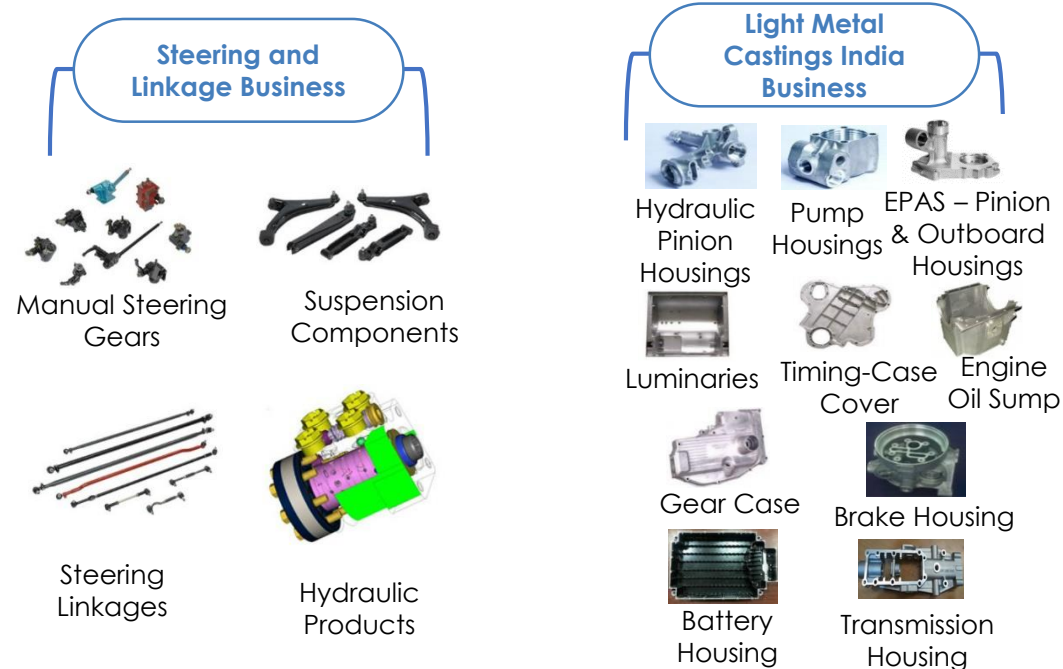 Steering and
Linkage Business
Manual Steering
Gears
Suspension
Components
Steering
Linkages
Hydraulic
Products
Light Metal
Castings India
Business
Hydraulic
Pinion
Housings
Pump
Housings
EPAS – Pinion
& Outboard
Housings
Luminaries
Timing-Case
Cover
Engine
Oil Sump
Gear Case
Brake Housing
Battery
Housing
Transmission
Housing